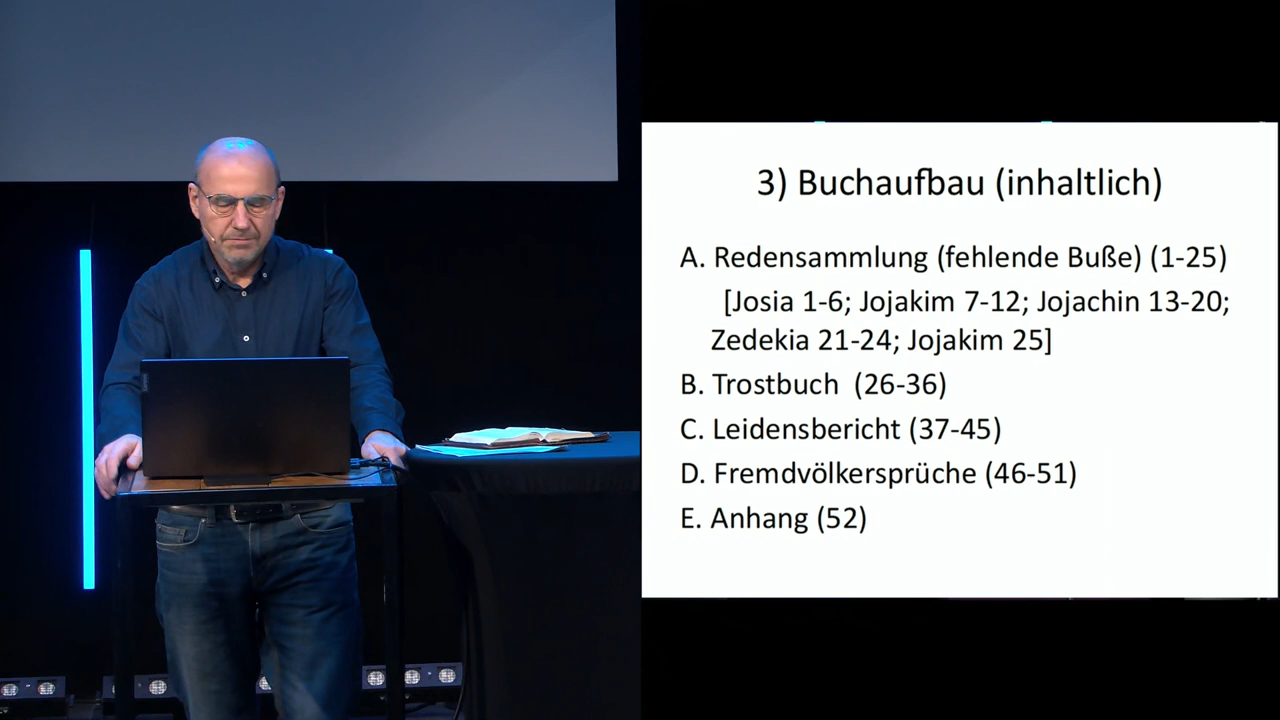 3) Buchaufbau (inhaltlich)
A. Redensammlung (fehlende Buße) (1-25)
[Josia 1-6; Jojakim 7-12; Jojachin 13-20;
Zedekia 21-24; Jojakim 25]
B. Trostbuch (26-36)
C. Leidensbericht (37-45)
D. Fremdvölkersprüche (46-51)
E. Anhang (52)